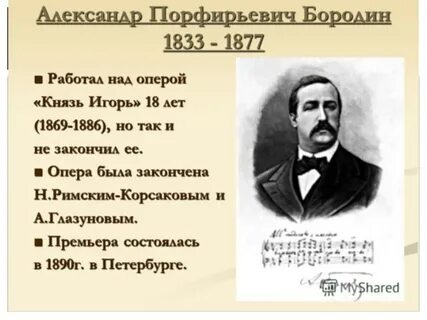 Александр Порфирьевич Бородин
1833 - 1877
■ Работал над оперой
«Князь Игорь» 18 лет
(1869-1886), но так и
не закончил ее.
■ Опера была закончена
Н.Римским-Корсаковым и
А.Глазуновым.
■ Премьера состоялась
в 1890г. в Петербурге.
MyShared